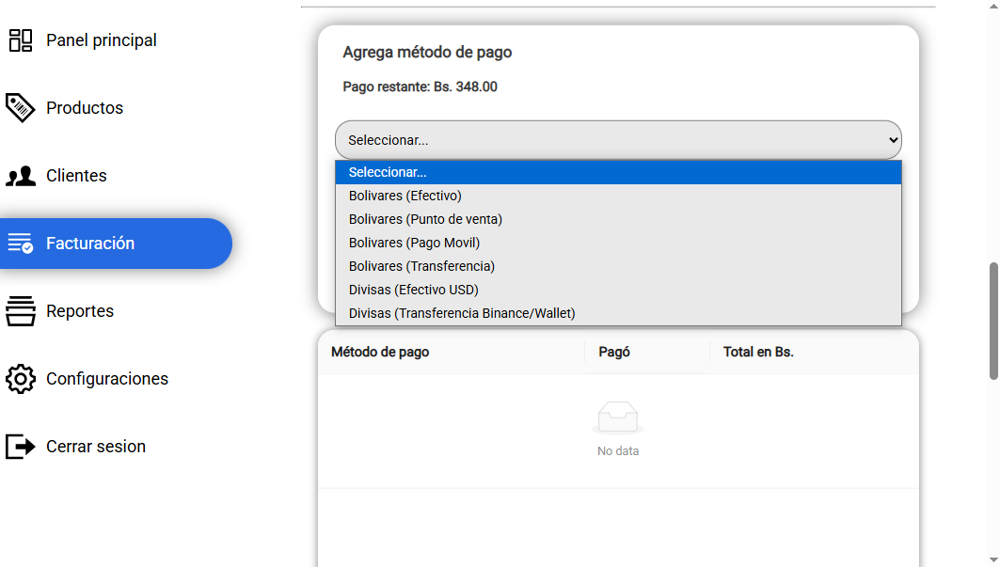 Panel principal
Productos
Clientes
Facturación
Reportes
Configuraciones
Cerrar sesion
Agrega método de pago
Pago restante: Bs. 348.00
Seleccionar...
Seleccionar...
Bolivares (Efectivo)
Bolivares (Punto de venta)
Bolivares (Pago Movil)
Bolivares (Transferencia)
Divisas (Efectivo USD)
Divisas (Transferencia Binance/Wallet)
Método de pago Pagó Total en Bs.
No data